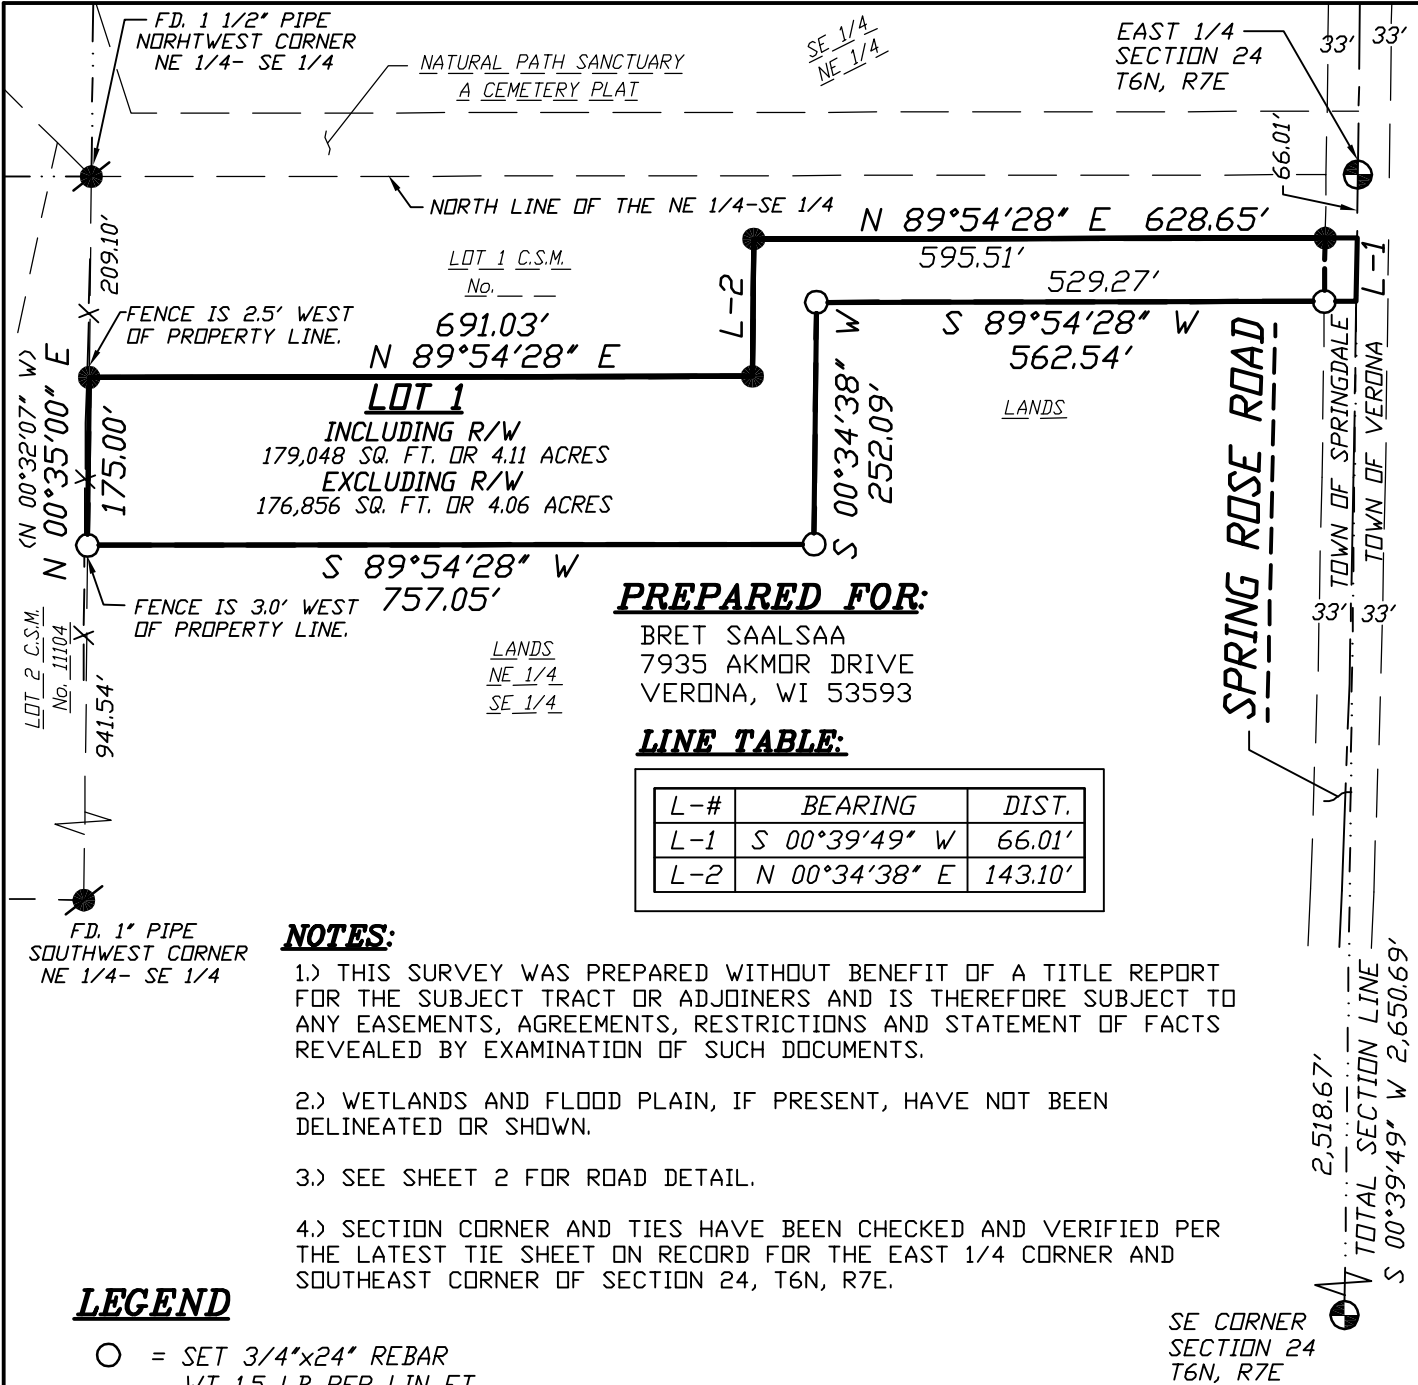 FD. 1 1/2" PIPE
NORHTWEST CORNER
NE 1/4- SE 1/4
NATURAL PATH SANCTUARY
A CEMETERY PLAT
SE 1/4
NE 1/4
EAST 1/4
SECTION 24
T6N, R7E
33'
33'
66.01'
NORTH LINE OF THE NE 1/4-SE 1/4
N 89°54'28" E 628.65'
595.51'
529.27'
S 89°54'28" W
562.54'
L-1
L-2
209.10'
X
FENCE IS 2.5' WEST
OF PROPERTY LINE.
LOT 1 C.S.M.
No. __ __
691.03'
N 89°54'28" E
LOT 1
INCLUDING R/W
179,048 SQ. FT. OR 4.11 ACRES
EXCLUDING R/W
176,856 SQ. FT. OR 4.06 ACRES
(N 00°32'07" W)
N 00°35'00" E
X
175.00'
S 00°34'38" W
252.09'
LANDS
S 89°54'28" W
757.05'
FENCE IS 3.0' WEST
OF PROPERTY LINE.
X
LOT 2 C.S.M.
No. 11104
941.54'
LANDS
NE 1/4
SE 1/4
SPRING ROSE ROAD
TOWN OF SPRINGDALE
TOWN OF VERONA
33'
33'
PREPARED FOR:
BRET SAALSAA
7935 AKMOR DRIVE
VERONA, WI 53593
LINE TABLE:
L-# BEARING DIST.
L-1 S 00°39'49" W 66.01'
L-2 N 00°34'38" E 143.10'
FD. 1" PIPE
SOUTHWEST CORNER
NE 1/4- SE 1/4
NOTES:
1.) THIS SURVEY WAS PREPARED WITHOUT BENEFIT OF A TITLE REPORT
FOR THE SUBJECT TRACT OR ADJOINERS AND IS THEREFORE SUBJECT TO
ANY EASEMENTS, AGREEMENTS, RESTRICTIONS AND STATEMENT OF FACTS
REVEALED BY EXAMINATION OF SUCH DOCUMENTS.
2.) WETLANDS AND FLOOD PLAIN, IF PRESENT, HAVE NOT BEEN
DELINEATED OR SHOWN.
3.) SEE SHEET 2 FOR ROAD DETAIL.
4.) SECTION CORNER AND TIES HAVE BEEN CHECKED AND VERIFIED PER
THE LATEST TIE SHEET ON RECORD FOR THE EAST 1/4 CORNER AND
SOUTHEAST CORNER OF SECTION 24, T6N, R7E.
2,518.67'
TOTAL SECTION LINE
S 00°39'49" W 2,650.69'
SE CORNER
SECTION 24
T6N, R7E
LEGEND
= SET 3/4"x24" REBAR